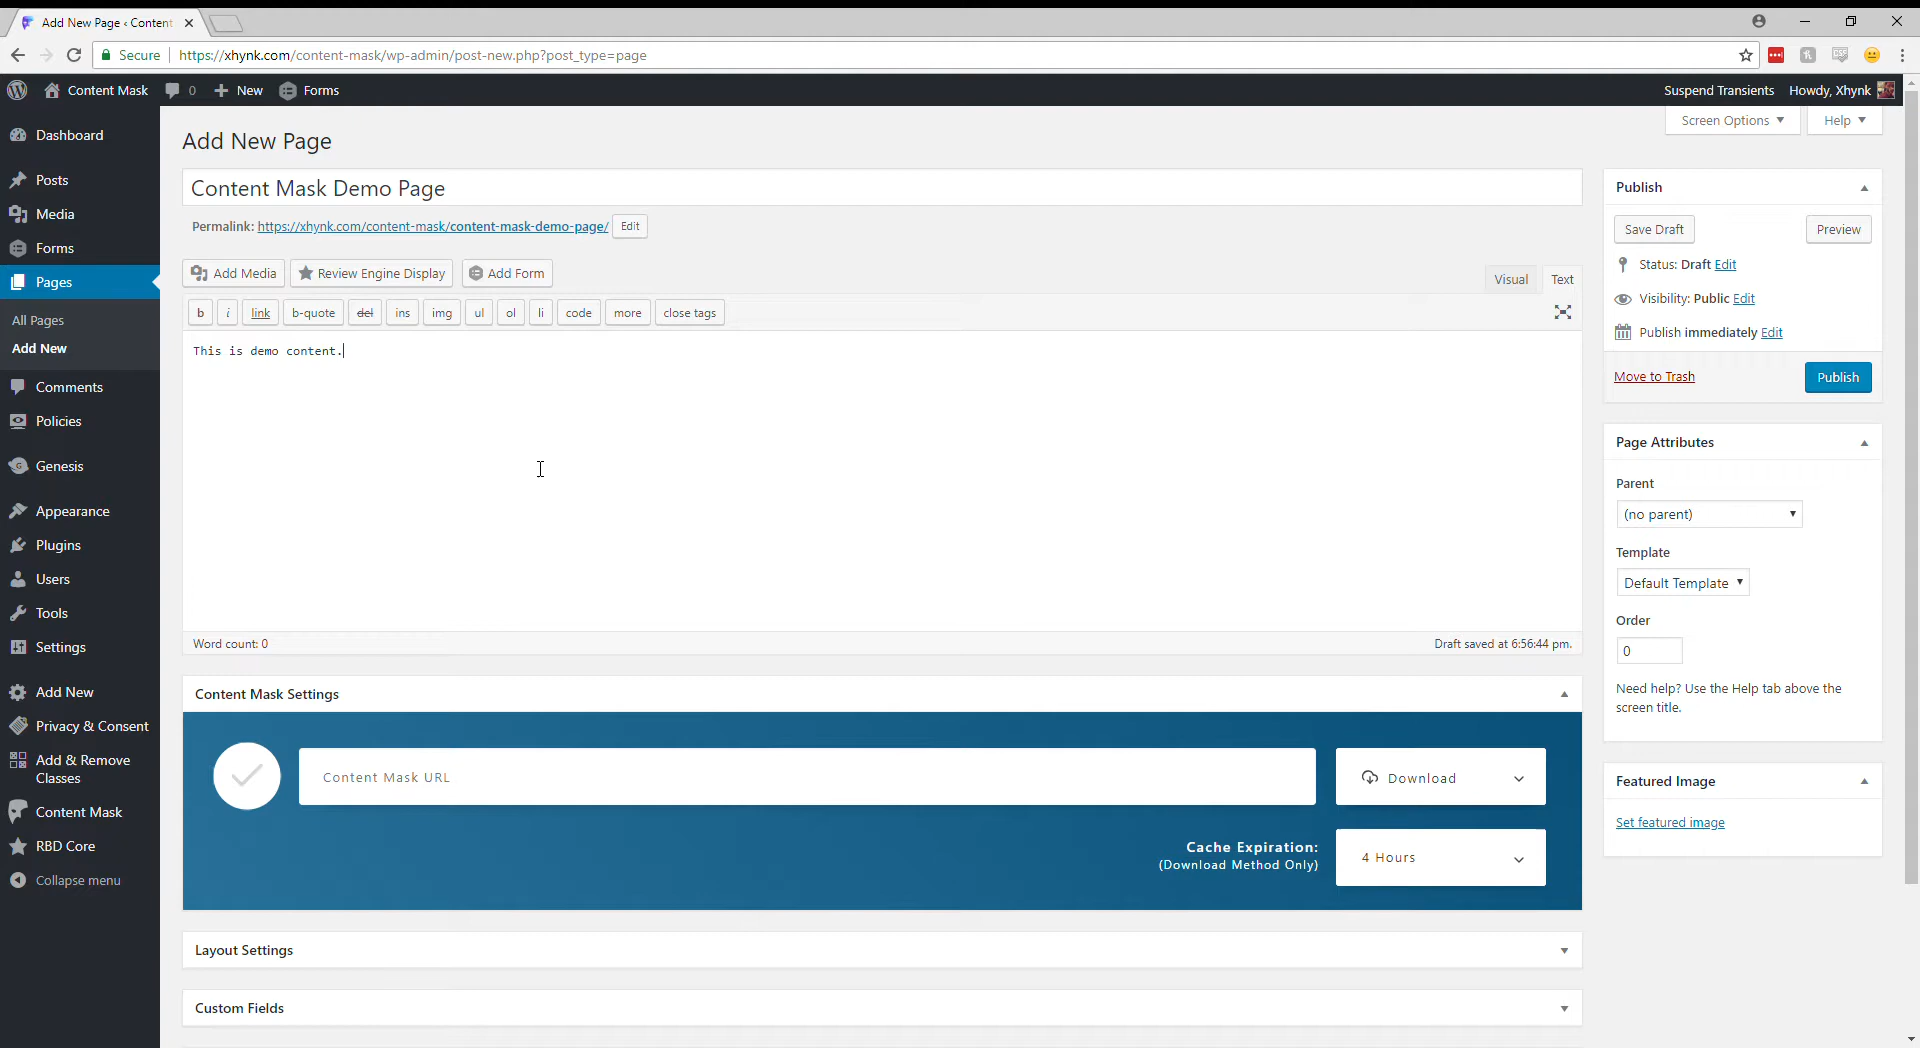 Add New Page ‹ Content
Secure https://xhynk.com/content-mask/wp-admin/post-new.php?post_type=page
Content Mask 0 New Forms Suspend Transients Howdy, Xhynk
Screen Options Help
Dashboard
Posts
Media
Forms
Pages
All Pages
Add New
Comments
Policies
Genesis
Appearance
Plugins
Users
Tools
Settings
Add New
Privacy & Consent
Add & Remove
Classes
Content Mask
RBD Core
Collapse menu
Add New Page
Content Mask Demo Page
Permalink: https://xhynk.com/content-mask/content-mask-demo-page/ Edit
Add Media Review Engine Display Add Form Visual Text
b i link b-quote del ins img ul ol li code more close tags
This is demo content.
Word count: 0 Draft saved at 6:56:44 pm.
Content Mask Settings
Content Mask URL Download
Cache Expiration:
(Download Method Only)
4 Hours
Layout Settings
Custom Fields
Publish
Save Draft Preview
Status: Draft Edit
Visibility: Public Edit
Publish immediately Edit
Move to Trash Publish
Page Attributes
Parent
(no parent)
Template
Default Template
Order
0
Need help? Use the Help tab above the
screen title.
Featured Image
Set featured image